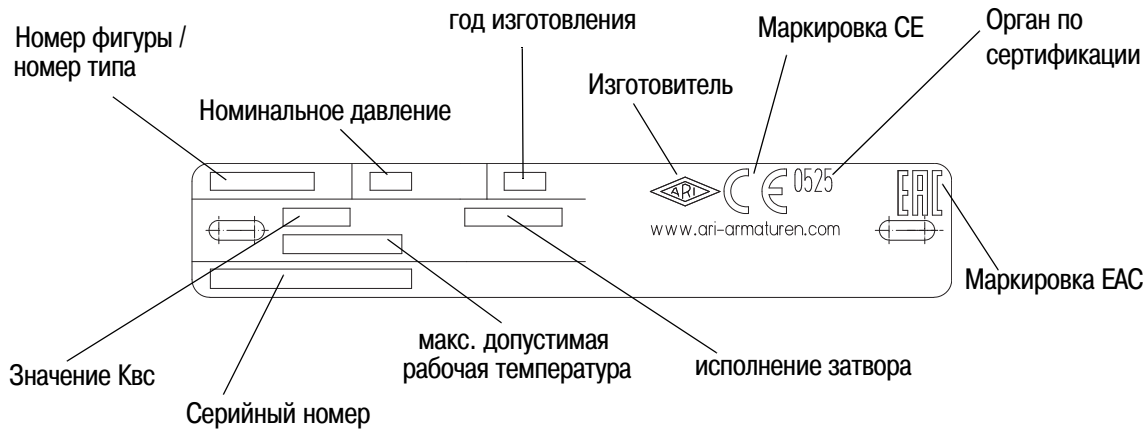 год изготовления
Номер фигуры /
номер типа
Маркировка CE
Орган по
сертификации
Изготовитель
Номинальное давление
ARI
CE
0525
EAC
www.ari-armaturen.com
Маркировка EAC
макс. допустимая
рабочая температура
исполнение затвора
Значение Квс
Серийный номер